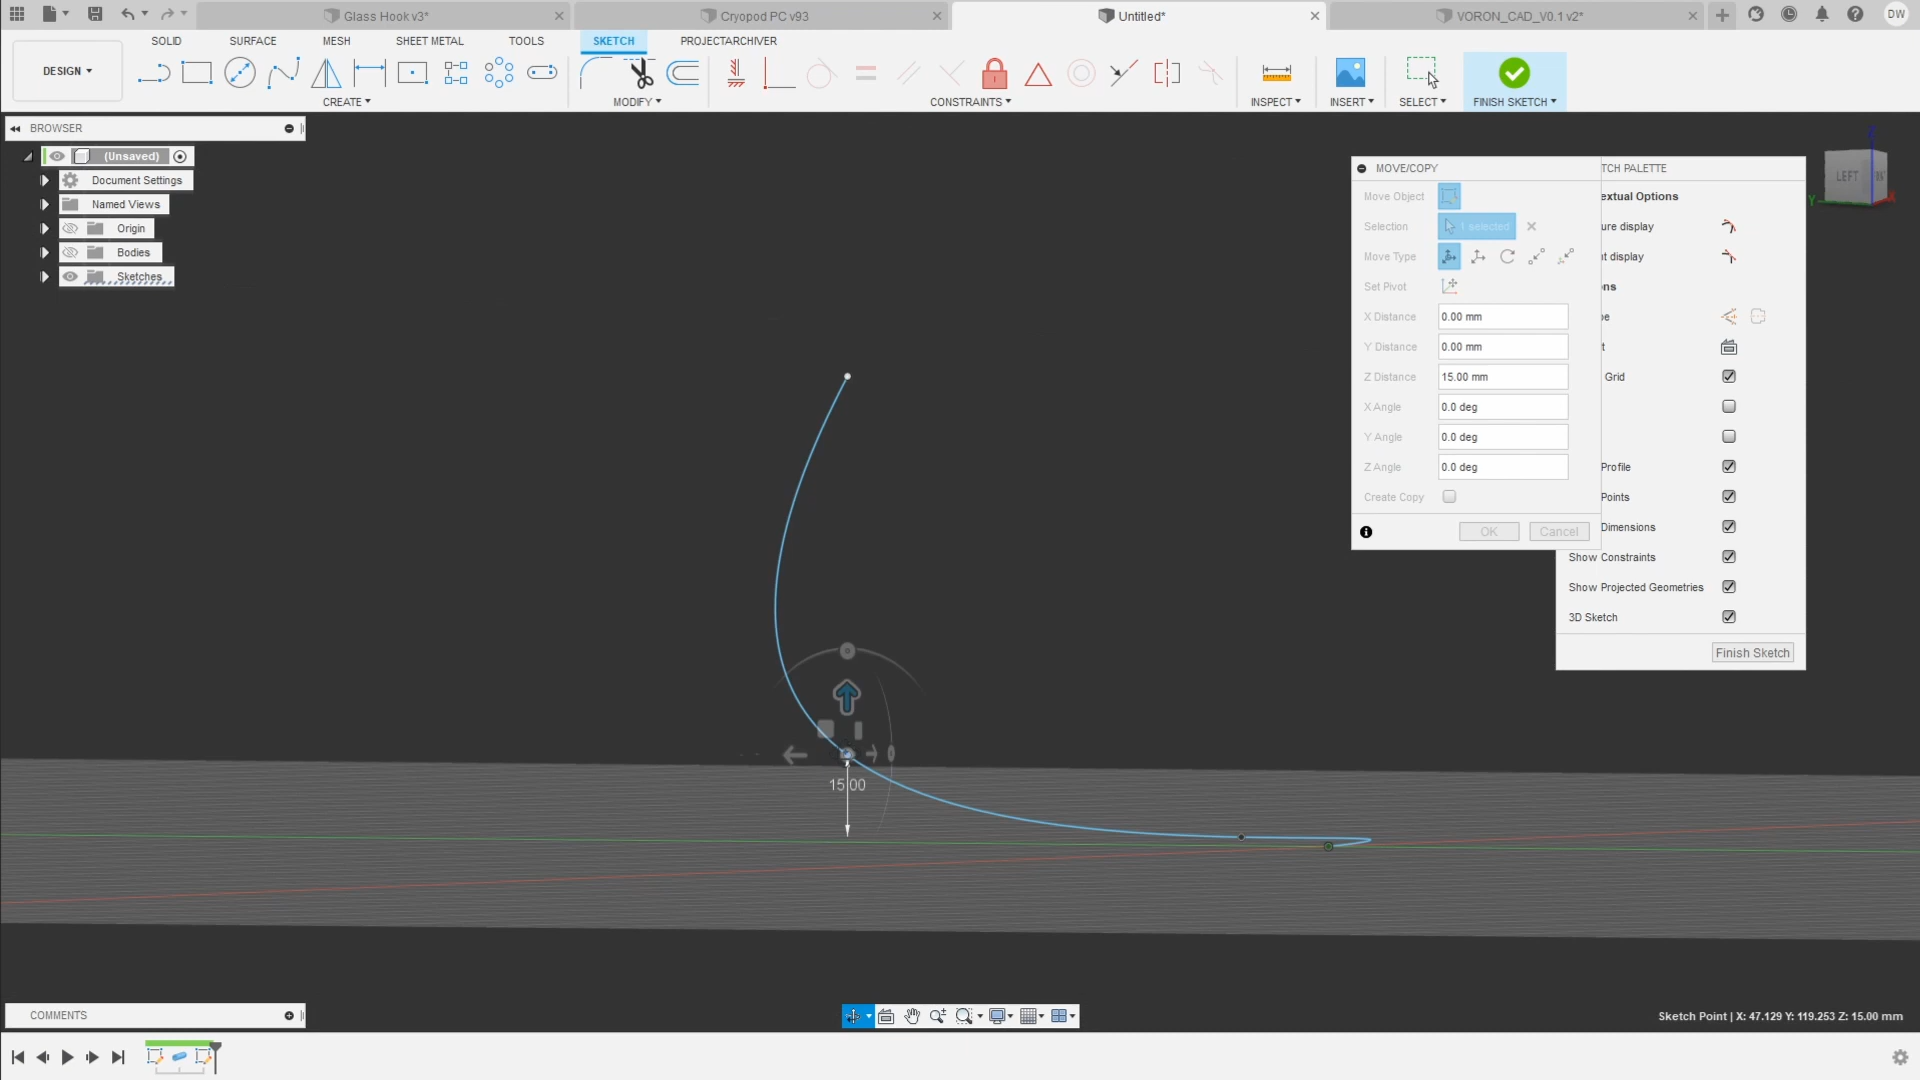 Glass Hook v3*
Cryopod PC v93
Untitled*
VORON_CAD_V0.1 v2*
DW
SOLID
SURFACE
MESH
SHEET METAL
TOOLS
SKETCH
PROJECTARCHIVER
DESIGN
CREATE
MODIFY
CONSTRAINTS
INSPECT
INSERT
SELECT
FINISH SKETCH
BROWSER
(Unsaved)
Document Settings
Named Views
Origin
Bodies
Sketches
MOVE/COPY
Move Object
Selection
1 selected
Move Type
Set Pivot
X Distance
0.00 mm
Y Distance
0.00 mm
Z Distance
15.00 mm
X Angle
0.0 deg
Y Angle
0.0 deg
Z Angle
0.0 deg
Create Copy
OK
Cancel
TCH PALETTE
extual Options
ure display
nt display
ons
pe
t
Grid
Profile
Points
Dimensions
Show Constraints
Show Projected Geometries
3D Sketch
Finish Sketch
LEFT
Z
Y
X
15.00
COMMENTS
Sketch Point | X: 47.129 Y: 119.253 Z: 15.00 mm